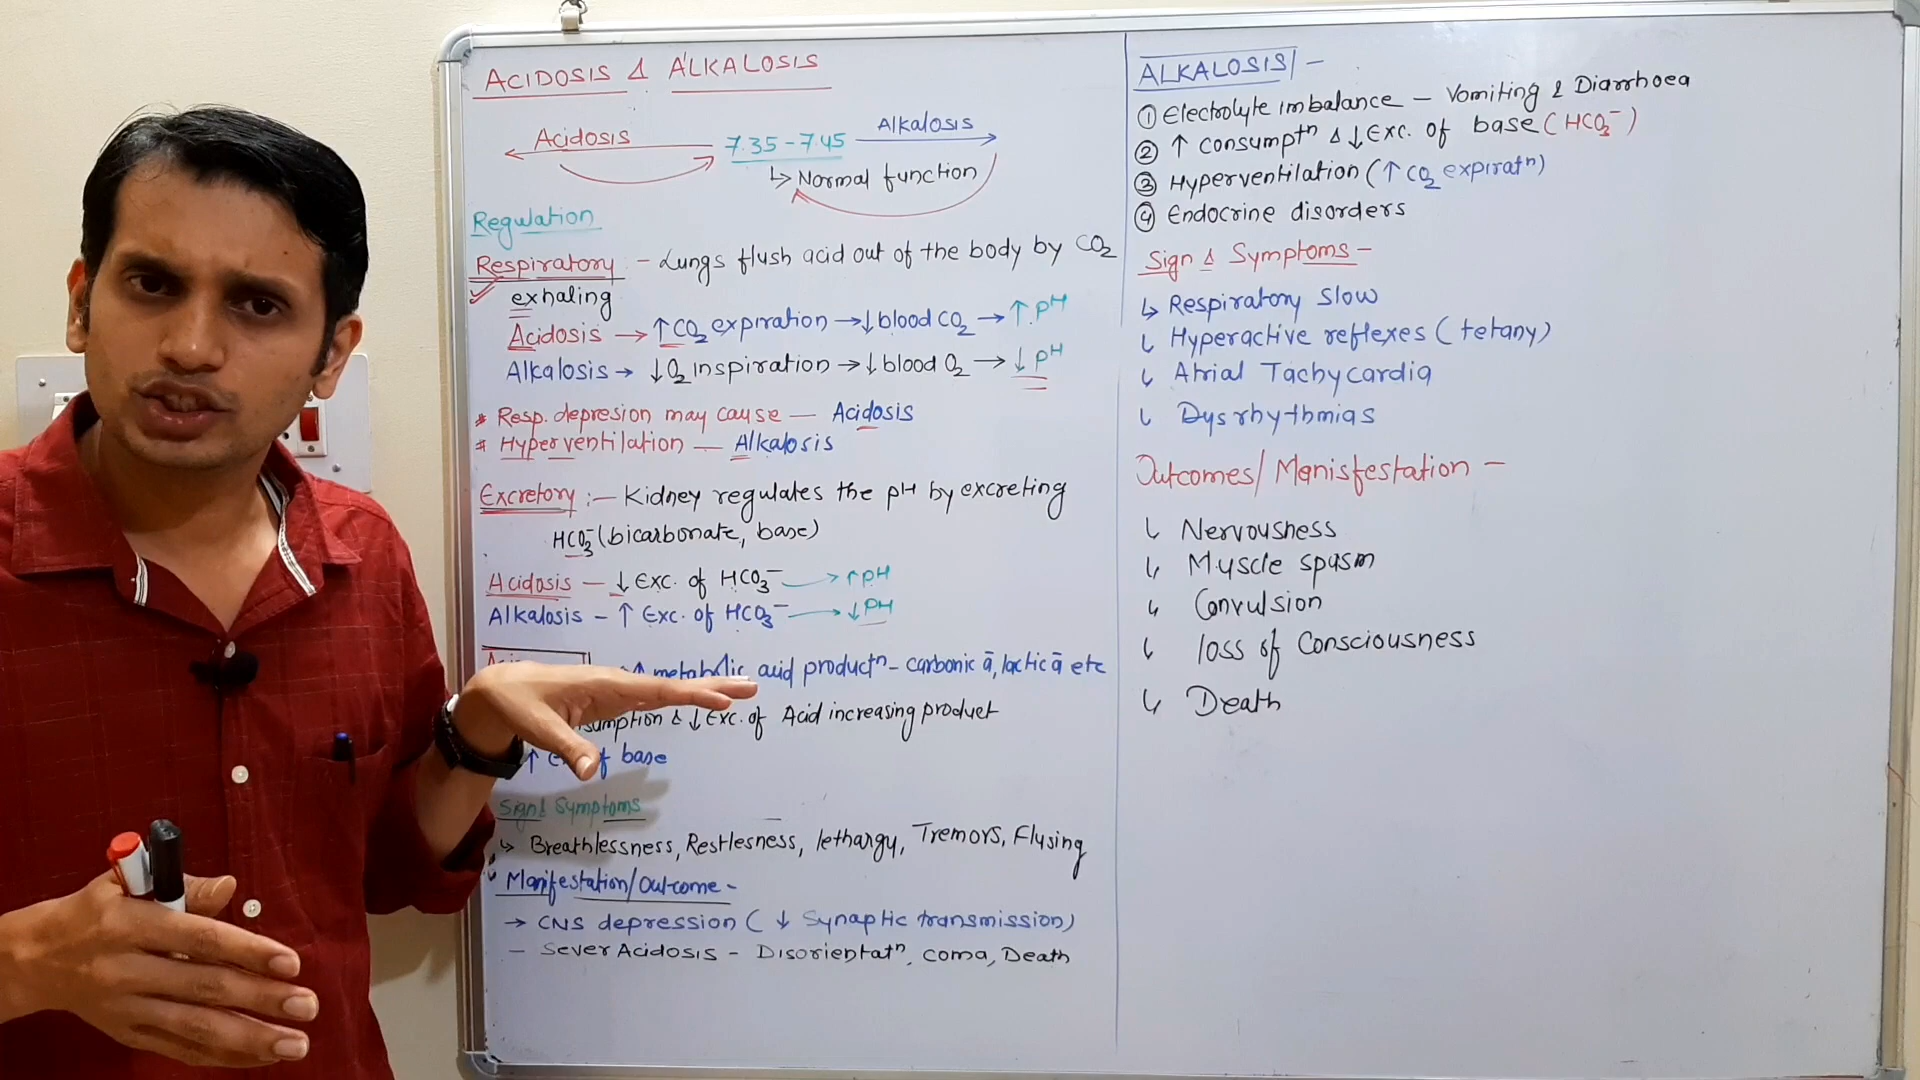 ACIDOSIS & ALKALOSIS
Acidosis 7.35-7.45 Alkalosis
↳ Normal function
Regulation
Respiratory :- Lungs flush acid out of the body by CO₂
exhaling
Acidosis → ↑CO₂ expiration → ↓ blood CO₂ → ↑ pH
Alkalosis → ↓O₂ inspiration → ↓ blood O₂ → ↓ pH
* Resp. depresion may cause — Acidosis
* Hyperventilation — Alkalosis
Excretory :- Kidney regulates the pH by excreting
HCO₃⁻ (bicarbonate, base)
Acidosis - ↓ Exc. of HCO₃⁻ → ↑ pH
Alkalosis - ↑ Exc. of HCO₃⁻ → ↓ pH
↑ metabolic acid productⁿ - carbonic ā, lactic ā etc
& ↓ Exc. of Acid increasing product
↑ base
Sign & Symptoms
↳ Breathlessness, Restlesness, lethargy, Tremors, Flusing
Manifestation/Outcome -
→ CNS depression ( ↓ Synaptic transmission)
- Sever Acidosis - Disorientatⁿ, coma, Death
ALKALOSIS -
① Electrolyte imbalance - Vomiting & Diarrhoea
② ↑ Consumptⁿ & ↓ Exc. of base (HCO₃⁻)
③ Hyperventilation (↑ CO₂ expiratⁿ)
④ Endocrine disorders
Sign & Symptoms -
↳ Respiratory Slow
↳ Hyperactive reflexes (tetany)
↳ Atrial Tachycardia
↳ Dysrhythmias
Outcomes/ Manisfestation -
↳ Nervousness
↳ Muscle spasm
↳ Convulsion
↳ loss of Consciousness
↳ Death